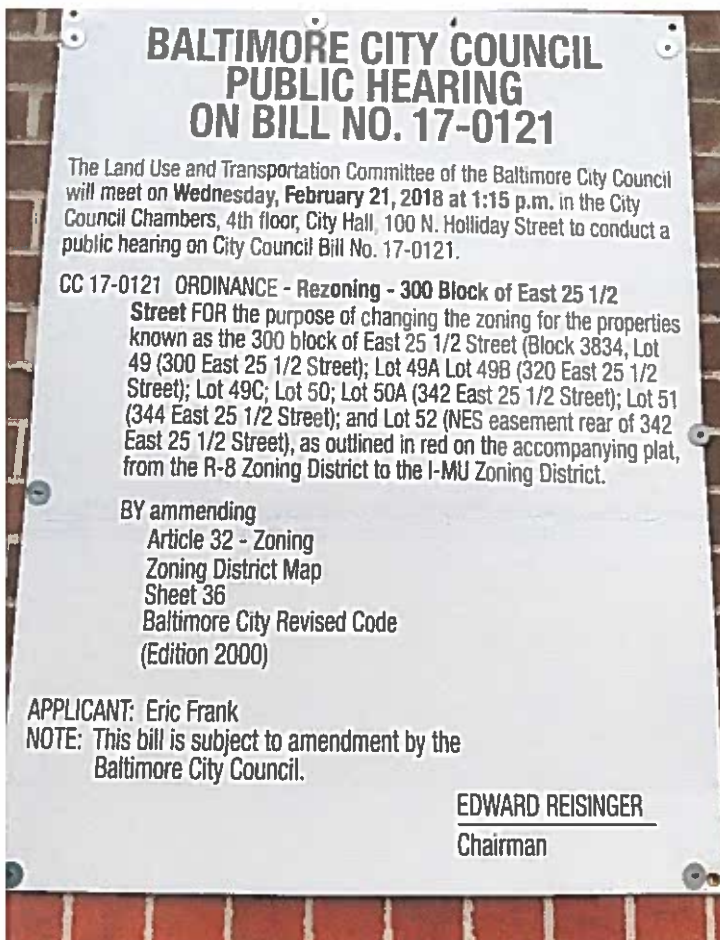 BALTIMORE CITY COUNCIL
PUBLIC HEARING
ON BILL NO. 17-0121
The Land Use and Transportation Committee of the Baltimore City Council
will meet on Wednesday, February 21, 2018 at 1:15 p.m. in the City
Council Chambers, 4th floor, City Hall, 100 N. Holliday Street to conduct a
public hearing on City Council Bill No. 17-0121.
CC 17-0121 ORDINANCE - Rezoning - 300 Block of East 25 1/2
Street FOR the purpose of changing the zoning for the properties
known as the 300 block of East 25 1/2 Street (Block 3834, Lot
49 (300 East 25 1/2 Street); Lot 49A Lot 49B (320 East 25 1/2
Street); Lot 49C; Lot 50; Lot 50A (342 East 25 1/2 Street); Lot 51
(344 East 25 1/2 Street); and Lot 52 (NES easement rear of 342
East 25 1/2 Street), as outlined in red on the accompanying plat,
from the R-8 Zoning District to the I-MU Zoning District.
BY ammending
Article 32 - Zoning
Zoning District Map
Sheet 36
Baltimore City Revised Code
(Edition 2000)
APPLICANT: Eric Frank
NOTE: This bill is subject to amendment by the
Baltimore City Council.
EDWARD REISINGER
Chairman